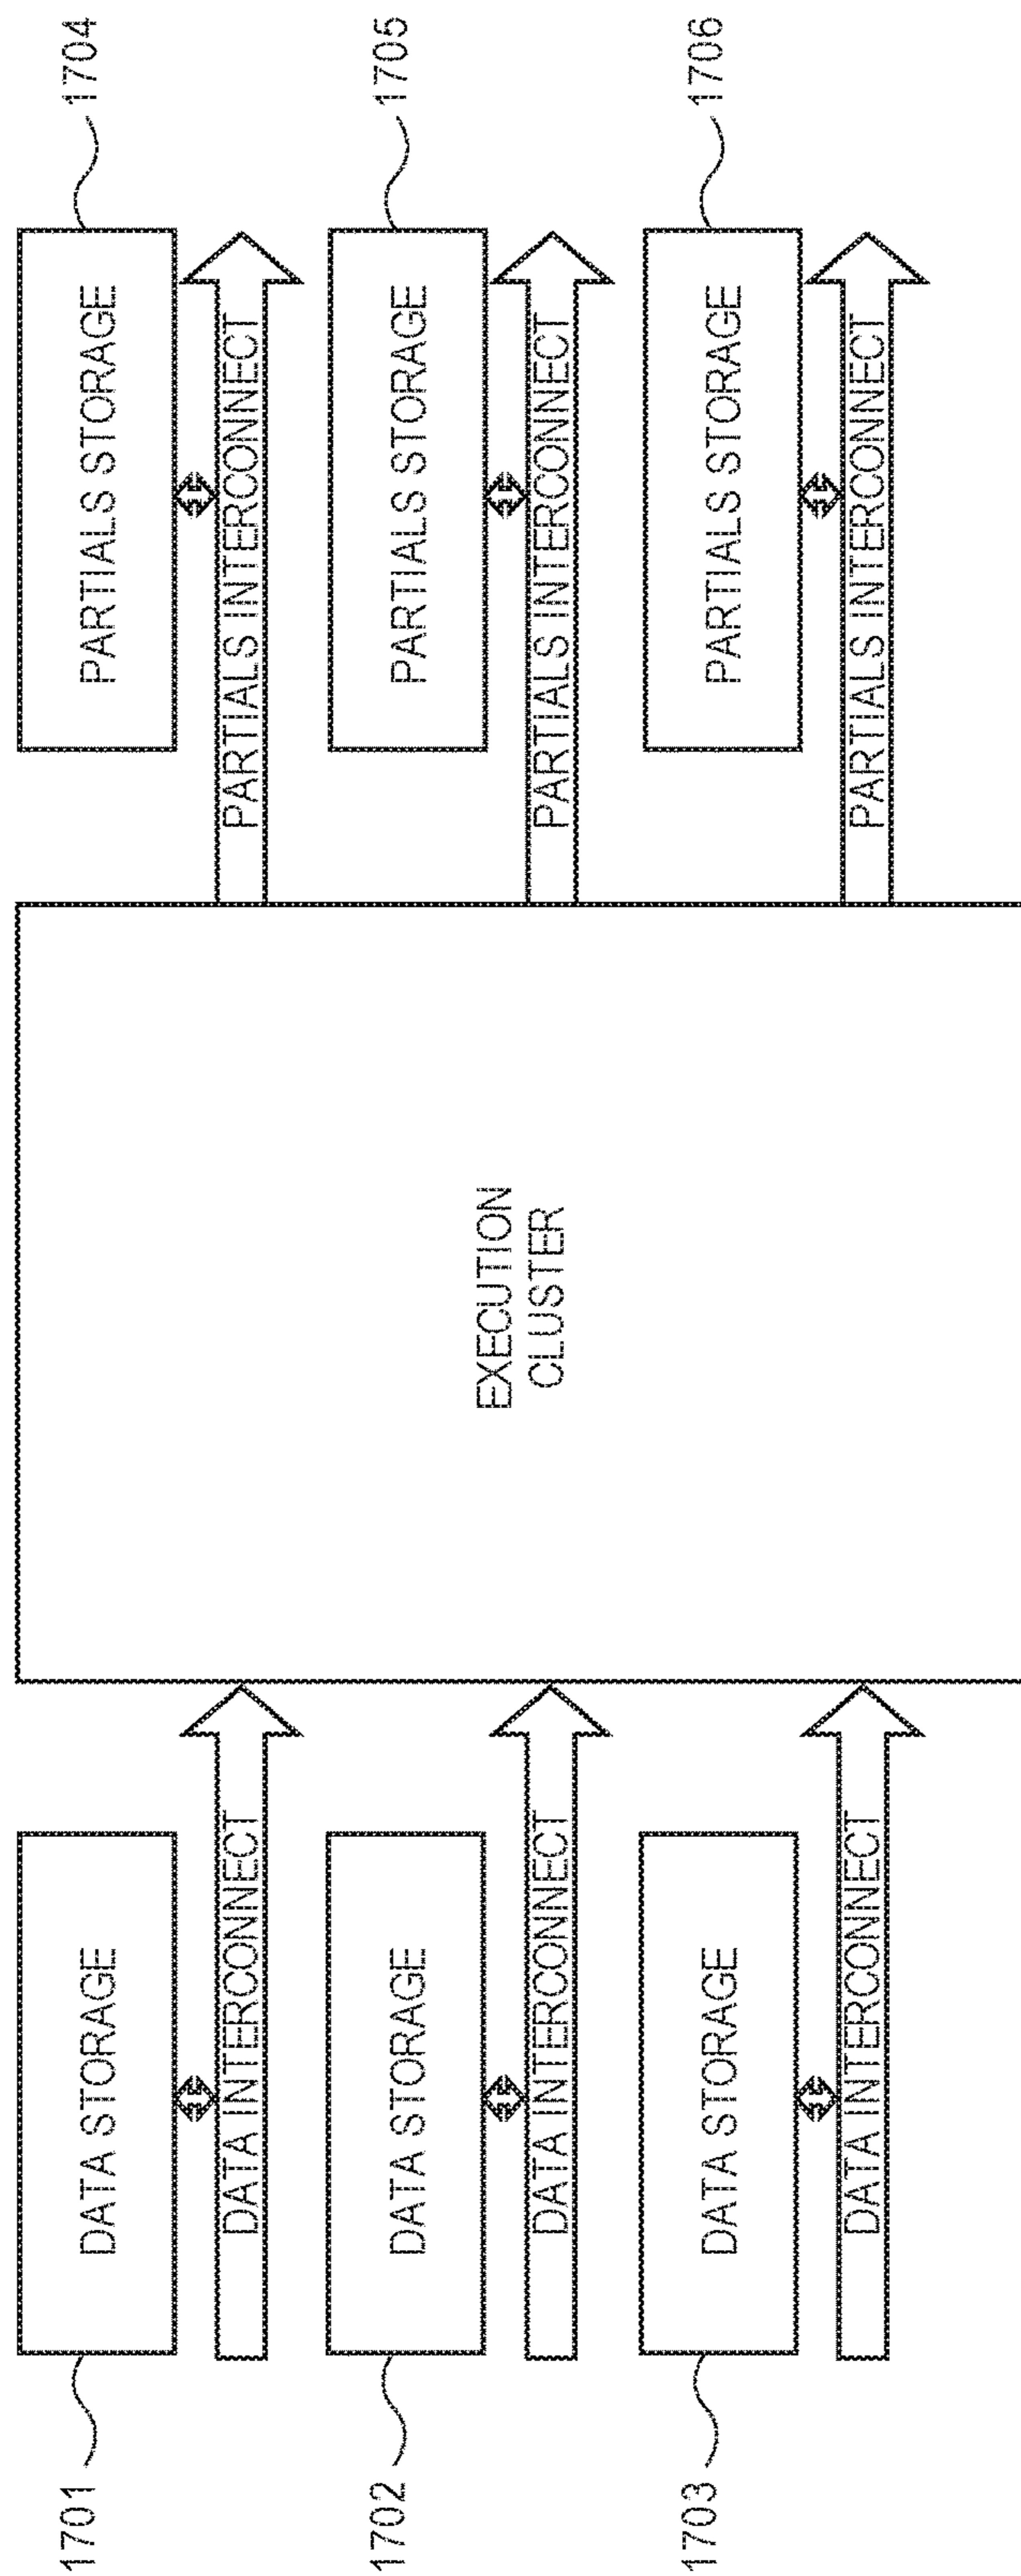 1701
DATA STORAGE
DATA INTERCONNECT
1702
DATA STORAGE
DATA INTERCONNECT
1703
DATA STORAGE
DATA INTERCONNECT
EXECUTION
CLUSTER
PARTIALS STORAGE
1704
PARTIALS INTERCONNECT
PARTIALS STORAGE
1705
PARTIALS INTERCONNECT
PARTIALS STORAGE
1706
PARTIALS INTERCONNECT